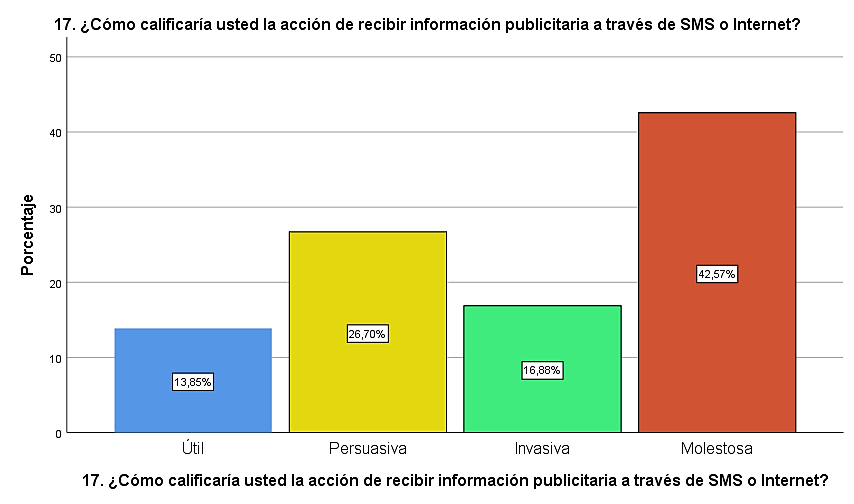 17. ¿Cómo calificaría usted la acción de recibir información publicitaria a través de SMS o Internet?
50
40
30
20
10
0
Porcentaje
13,85%
26,70%
16,88%
42,57%
Útil
Persuasiva
Invasiva
Molestosa
17. ¿Cómo calificaría usted la acción de recibir información publicitaria a través de SMS o Internet?